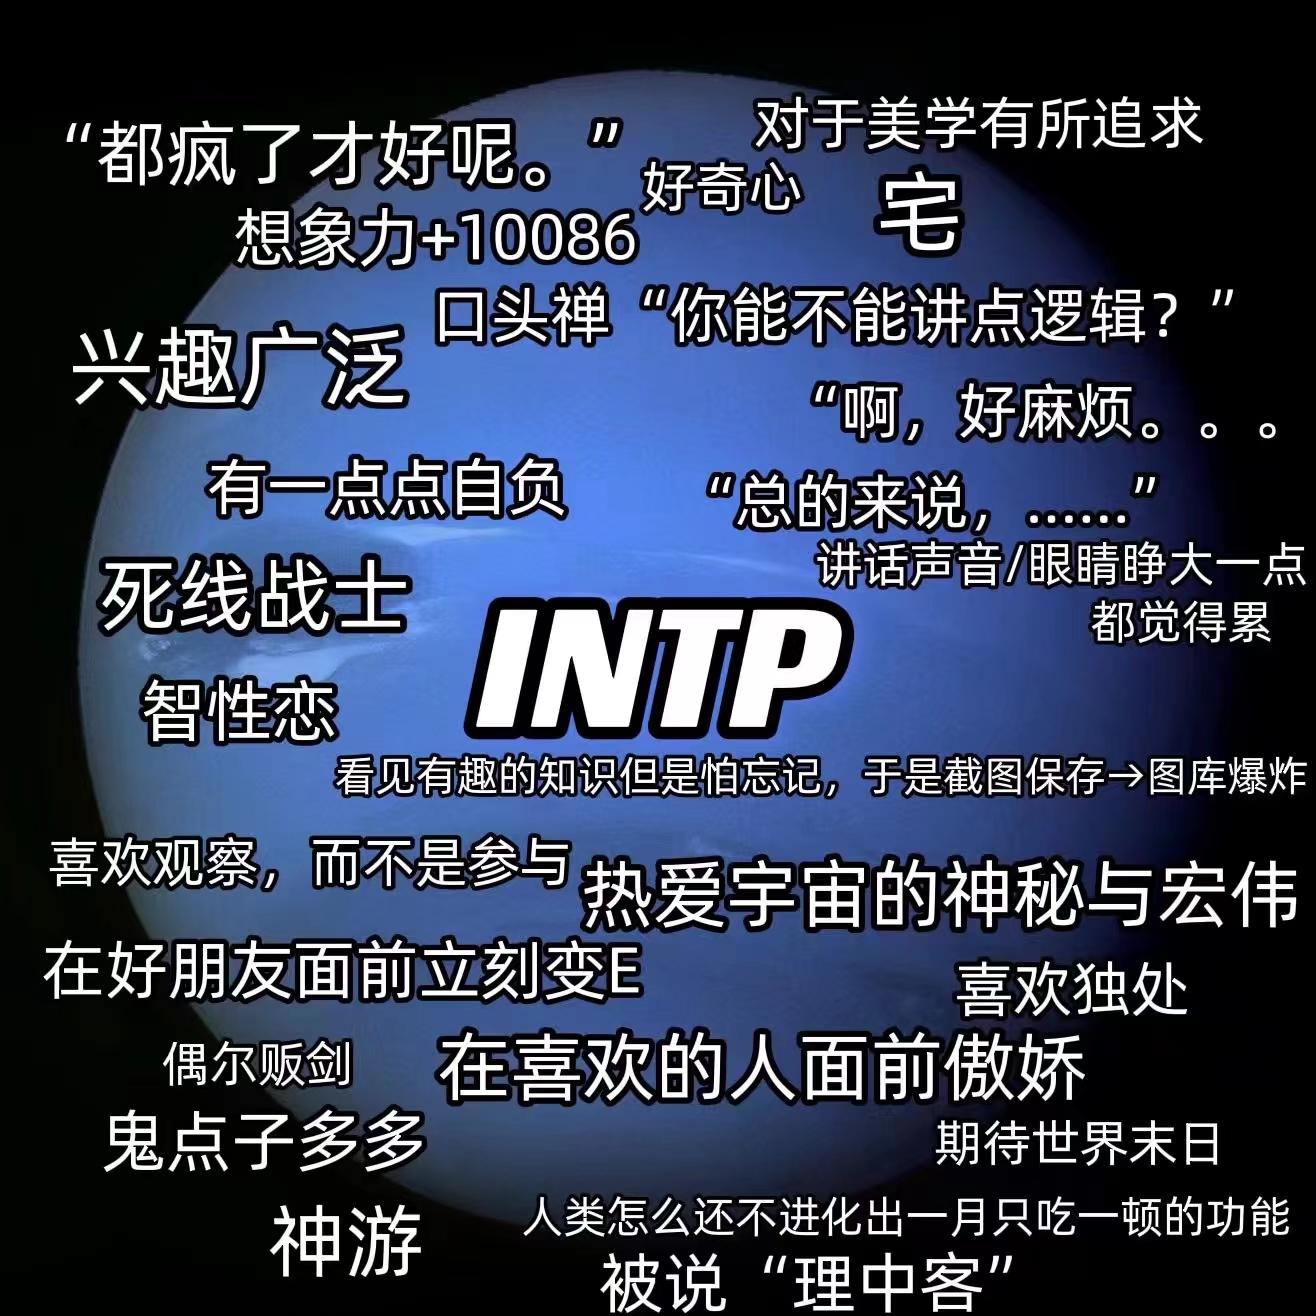 “都疯了才好呢。”
对于美学有所追求
好奇心
宅
想象力+10086
口头禅“你能不能讲点逻辑？”
兴趣广泛
“啊，好麻烦。。。
有一点点自负
“总的来说，……”
讲话声音/眼睛睁大一点
都觉得累
死线战士
INTP
智性恋
看见有趣的知识但是怕忘记，于是截图保存→图库爆炸
喜欢观察，而不是参与
热爱宇宙的神秘与宏伟
在好朋友面前立刻变E
喜欢独处
偶尔贩剑
在喜欢的人面前傲娇
鬼点子多多
期待世界末日
神游
人类怎么还不进化出一月只吃一顿的功能
被说“理中客”